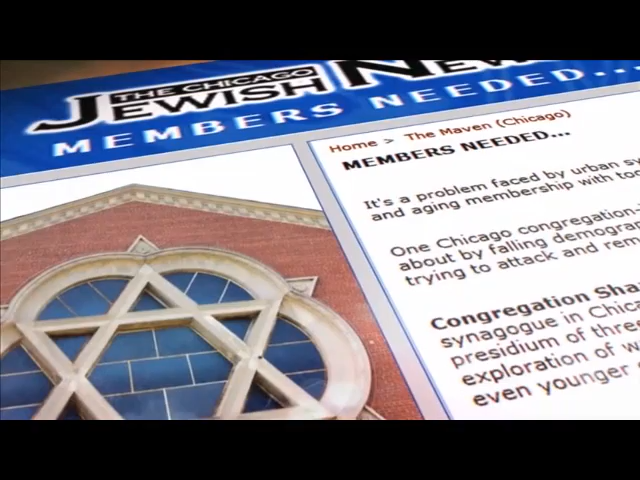 THE CHICAGO
JEWISH NEWS
MEMBERS NEEDED...
Home > The Maven (Chicago)
MEMBERS NEEDED...
It's a problem faced by urban
and aging membership with
One Chicago congregation
about by falling
trying to attack and
Congregation
synagogue in
presidium of
exploration of
even younger